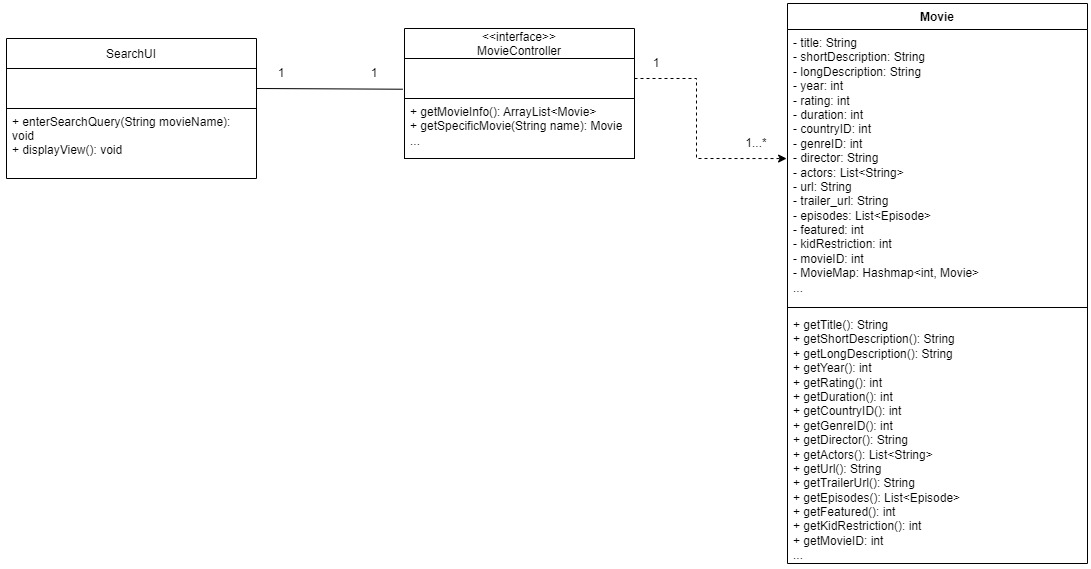 SearchUI
+ enterSearchQuery(String movieName):
void
+ displayView(): void
1
1
<<interface>>
MovieController
+ getMovieInfo(): ArrayList<Movie>
+ getSpecificMovie(String name): Movie
...
1
1...*
Movie
- title: String
- shortDescription: String
- longDescription: String
- year: int
- rating: int
- duration: int
- countryID: int
- genreID: int
- director: String
- actors: List<String>
- url: String
- trailer_url: String
- episodes: List<Episode>
- featured: int
- kidRestriction: int
- movieID: int
- MovieMap: Hashmap<int, Movie>
...
+ getTitle(): String
+ getShortDescription(): String
+ getLongDescription(): String
+ getYear(): int
+ getRating(): int
+ getDuration(): int
+ getCountryID(): int
+ getGenreID(): int
+ getDirector(): String
+ getActors(): List<String>
+ getUrl(): String
+ getTrailerUrl(): String
+ getEpisodes(): List<Episode>
+ getFeatured(): int
+ getKidRestriction(): int
+ getMovieID: int
...